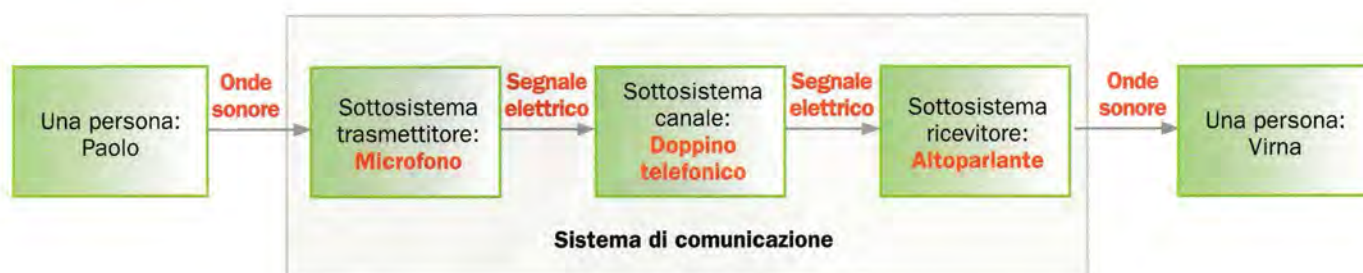 Una persona:
Paolo
Onde
sonore
Sottosistema
trasmettitore:
Microfono
Segnale
elettrico
Sottosistema
canale:
Doppino
telefonico
Segnale
elettrico
Sottosistema
ricevitore:
Altoparlante
Onde
sonore
Una persona:
Virna
Sistema di comunicazione